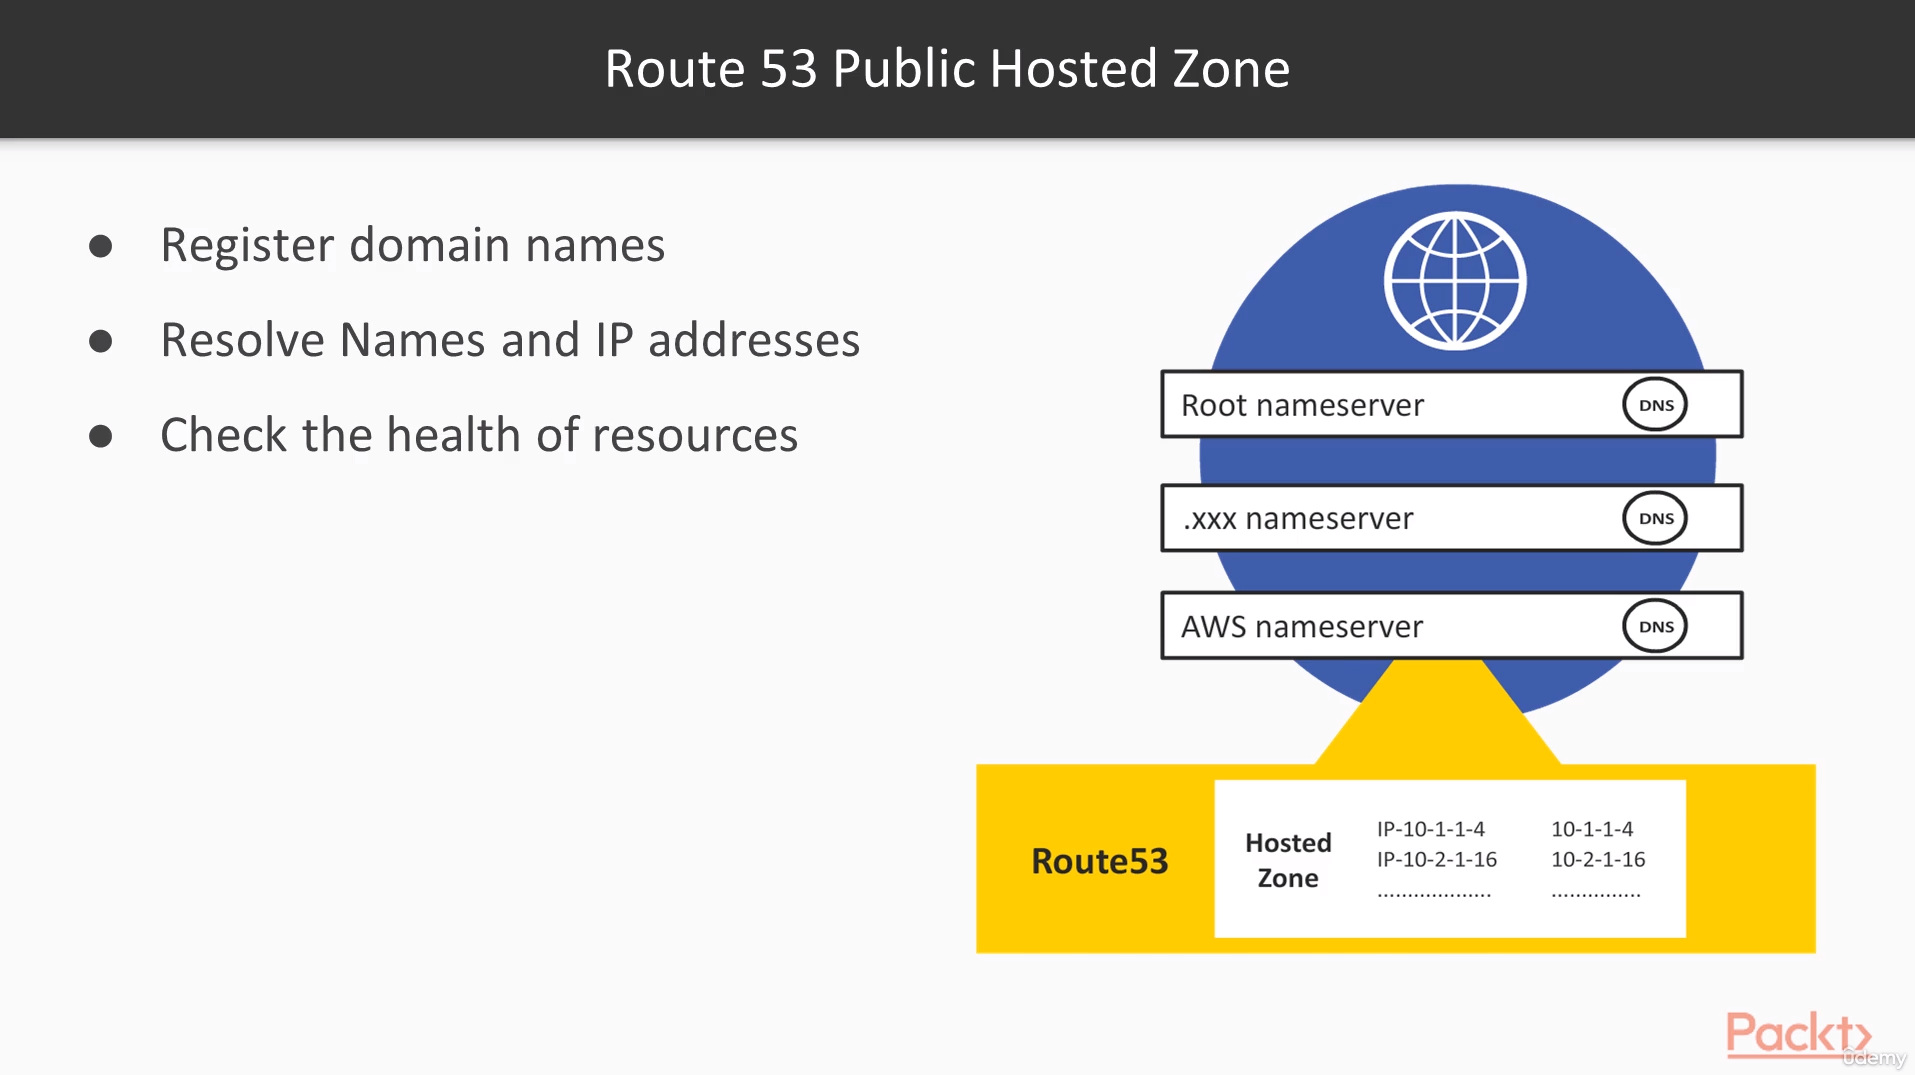 Route 53 Public Hosted Zone
● Register domain names
● Resolve Names and IP addresses
● Check the health of resources
Root nameserver DNS
.xxx nameserver DNS
AWS nameserver DNS
Route53
Hosted
Zone
IP-10-1-1-4 10-1-1-4
IP-10-2-1-16 10-2-1-16
................... ...............
Packt>
ûdemy